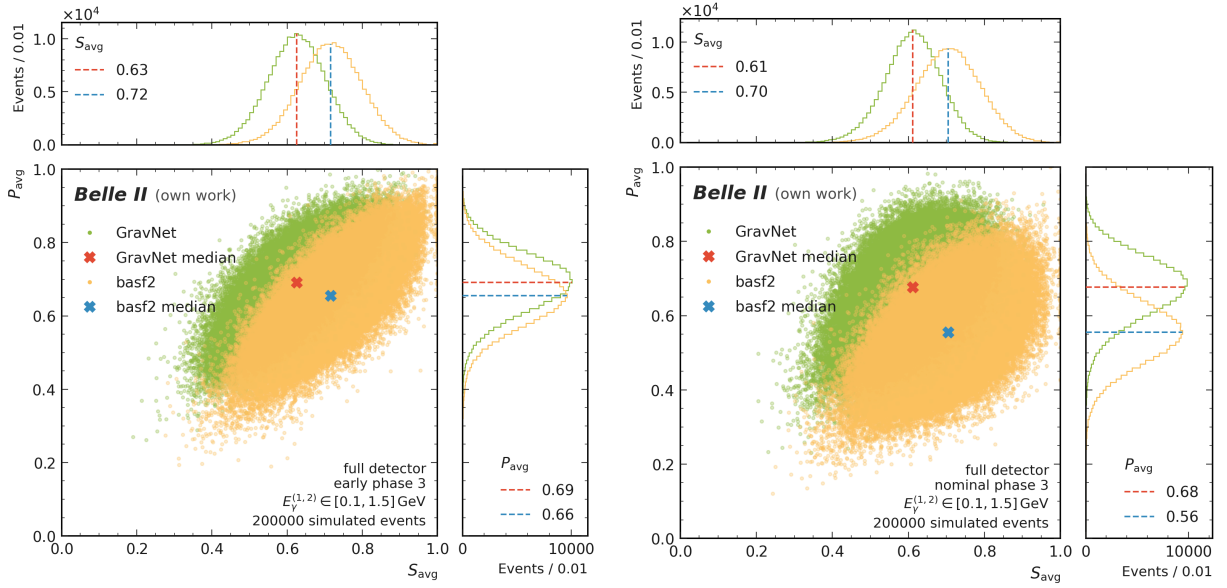 ×10⁴
Events / 0.01
1.0
0.5
0.0
S_avg
0.63
0.72
P_avg
1.0
0.8
0.6
0.4
0.2
0.0
Belle II (own work)
GravNet
GravNet median
basf2
basf2 median
full detector
early phase 3
E_γ^(1,2) ∈ [0.1, 1.5] GeV
200000 simulated events
0.0 0.2 0.4 0.6 0.8 1.0
S_avg
P_avg
0.69
0.66
0 10000
Events / 0.01
×10⁴
Events / 0.01
1.0
0.5
0.0
S_avg
0.61
0.70
P_avg
1.0
0.8
0.6
0.4
0.2
0.0
Belle II (own work)
GravNet
GravNet median
basf2
basf2 median
full detector
nominal phase 3
E_γ^(1,2) ∈ [0.1, 1.5] GeV
200000 simulated events
0.0 0.2 0.4 0.6 0.8 1.0
S_avg
P_avg
0.68
0.56
0 10000
Events / 0.01